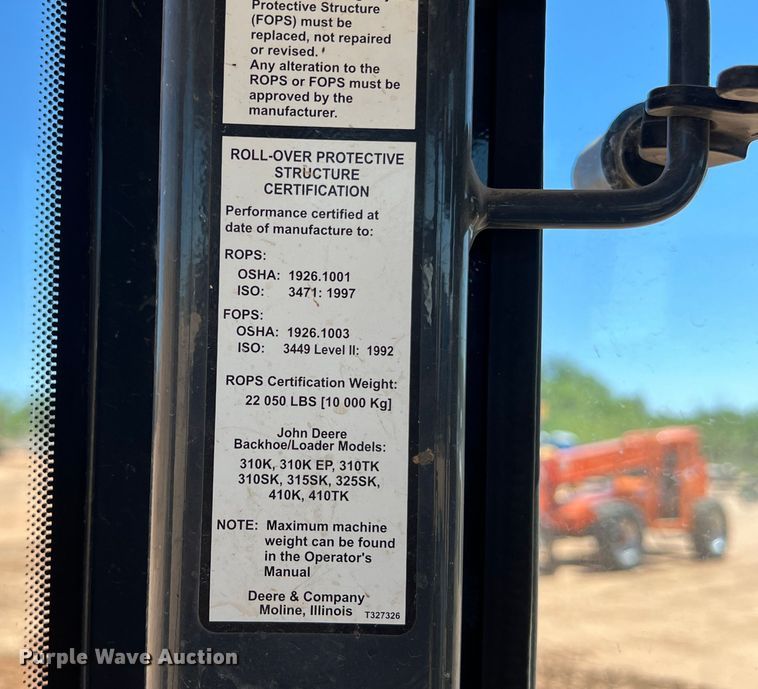 Protective Structure
(FOPS) must be
replaced, not repaired
or revised.
Any alteration to the
ROPS or FOPS must be
approved by the
manufacturer.
ROLL-OVER PROTECTIVE
STRUCTURE
CERTIFICATION
Performance certified at
date of manufacture to:
ROPS:
OSHA: 1926.1001
ISO: 3471: 1997
FOPS:
OSHA: 1926.1003
ISO: 3449 Level II: 1992
ROPS Certification Weight:
22 050 LBS [10 000 Kg]
John Deere
Backhoe/Loader Models:
310K, 310K EP, 310TK
310SK, 315SK, 325SK,
410K, 410TK
NOTE: Maximum machine
weight can be found
in the Operator's
Manual
Deere & Company
Moline, Illinois T327326
Purple Wave Auction